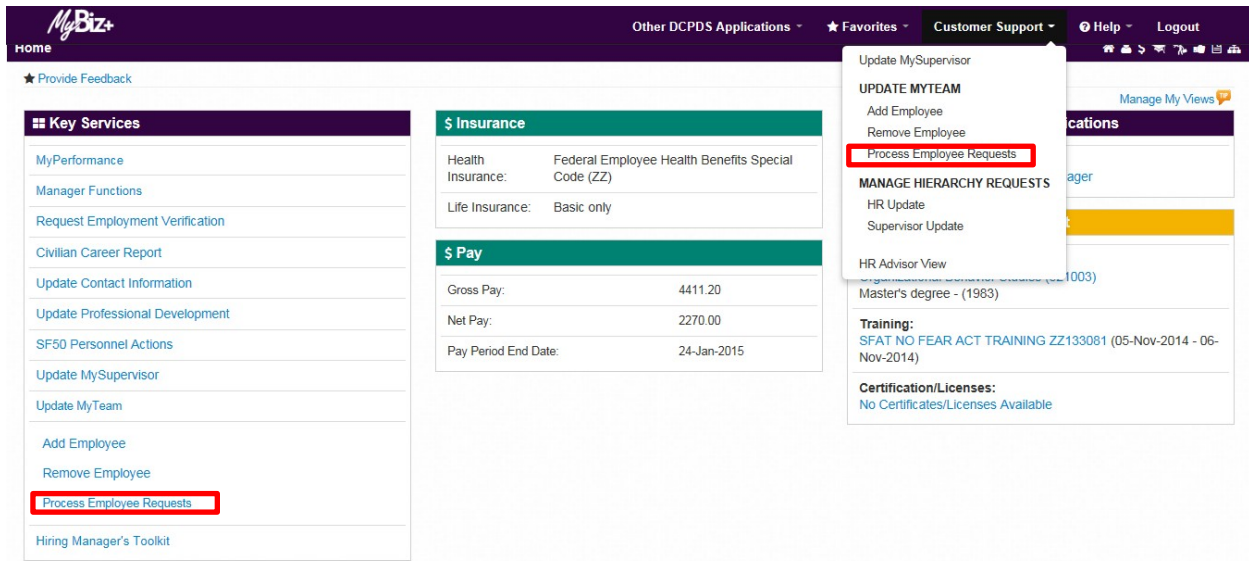 MyBiz+
Other DCPDS Applications
Favorites
Customer Support
Help
Logout
Home
Provide Feedback
Manage My Views
Key Services
MyPerformance
Manager Functions
Request Employment Verification
Civilian Career Report
Update Contact Information
Update Professional Development
SF50 Personnel Actions
Update MySupervisor
Update MyTeam
Add Employee
Remove Employee
Process Employee Requests
Hiring Manager's Toolkit
$ Insurance
Health Insurance: Federal Employee Health Benefits Special
Code (ZZ)
Life Insurance: Basic only
$ Pay
Gross Pay: 4411.20
Net Pay: 2270.00
Pay Period End Date: 24-Jan-2015
Update MySupervisor
UPDATE MYTEAM
Add Employee
Remove Employee
Process Employee Requests
MANAGE HIERARCHY REQUESTS
HR Update
Supervisor Update
HR Advisor View
cations
ager
1003)
Master's degree - (1983)
Training:
SFAT NO FEAR ACT TRAINING ZZ133081 (05-Nov-2014 - 06-
Nov-2014)
Certification/Licenses:
No Certificates/Licenses Available